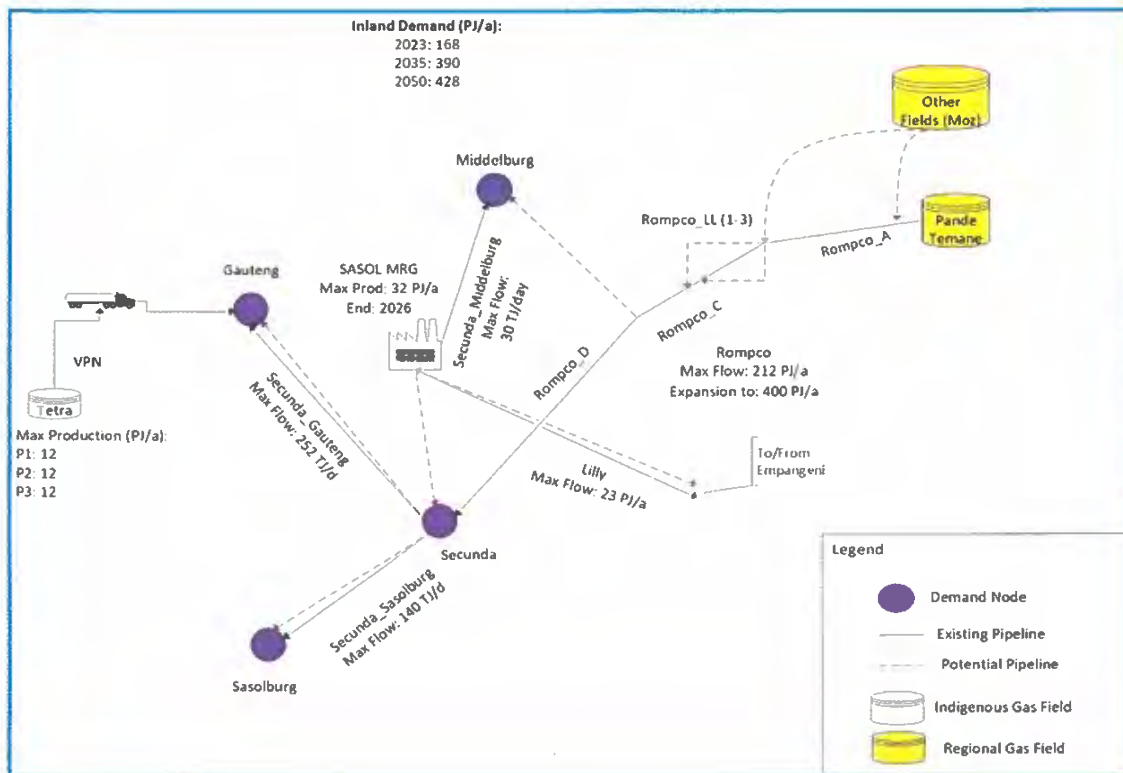 Inland Demand (PJ/a):
2023: 168
2035: 390
2050: 428
Other
Fields (Moz)
Middelburg
Rompco_LL (1-3)
Pande
Temane
Rompco_A
Gauteng
SASOL MRG
Max Prod: 32 PJ/a
End: 2026
Secunda_Middelburg
Max Flow:
30 TJ/day
Rompco_C
VPN
Rompco_D
Rompco
Max Flow: 212 PJ/a
Expansion to: 400 PJ/a
Tetra
Secunda_Gauteng
Max Flow: 252 TJ/d
Max Production (PJ/a):
P1: 12
P2: 12
P3: 12
To/From
Empangeni
Lilly
Max Flow: 23 PJ/a
Secunda
Secunda_Sasolburg
Max Flow: 140 TJ/d
Sasolburg
Legend
Demand Node
Existing Pipeline
Potential Pipeline
Indigenous Gas Field
Regional Gas Field